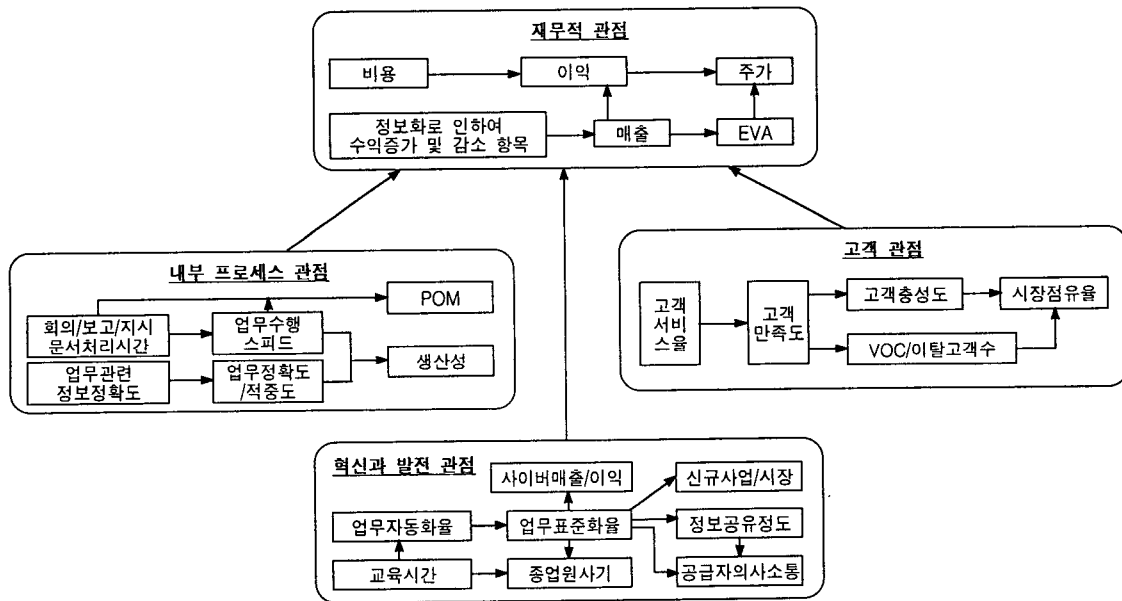 재무적 관점
비용
이익
주가
정보화로 인하여
수익증가 및 감소 항목
매출
EVA
내부 프로세스 관점
POM
회의/보고/지시
문서처리시간
업무수행
스피드
생산성
업무관련
정보정확도
업무정확도
/적중도
고객 관점
고객
서비
스율
고객
만족도
고객충성도
시장점유율
VOC/이탈고객수
혁신과 발전 관점
사이버매출/이익
신규사업/시장
업무자동화율
업무표준화율
정보공유정도
교육시간
종업원사기
공급자의사소통